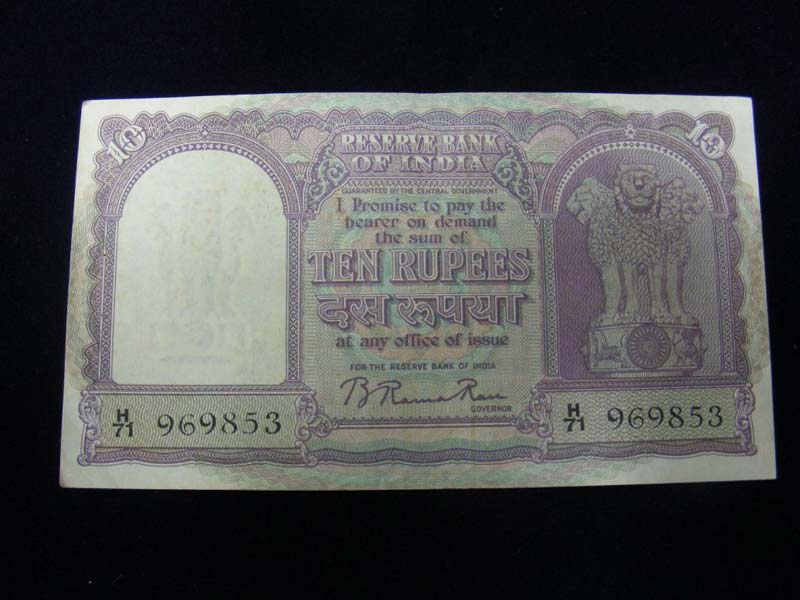 10
10
RESERVE BANK
OF INDIA
GUARANTEED BY THE CENTRAL GOVERNMENT
I Promise to pay the
bearer on demand
the sum of
TEN RUPEES
दस रूपया
at any office of issue
FOR THE RESERVE BANK OF INDIA
B Rama Rau
GOVERNOR
H/71 969853
H/71 969853